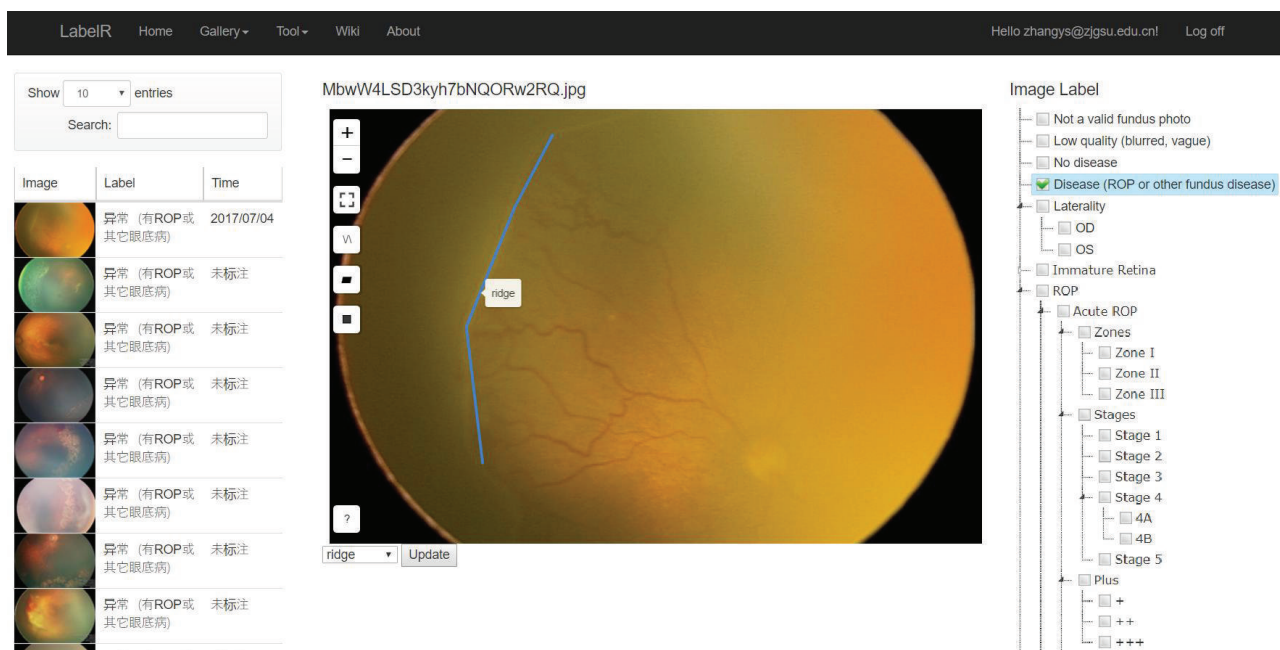 LabelR Home Gallery Tool Wiki About Hello zhangys@zjgsu.edu.cn! Log off
Show 10 entries
Search:
Image Label Time
异常 (有ROP或其它眼底病) 2017/07/04
异常 (有ROP或其它眼底病) 未标注
异常 (有ROP或其它眼底病) 未标注
异常 (有ROP或其它眼底病) 未标注
异常 (有ROP或其它眼底病) 未标注
异常 (有ROP或其它眼底病) 未标注
异常 (有ROP或其它眼底病) 未标注
异常 (有ROP或其它眼底病) 未标注
MbwW4LSD3kyh7bNQORw2RQ.jpg
+
−
ridge
?
ridge Update
Image Label
Not a valid fundus photo
Low quality (blurred, vague)
No disease
Disease (ROP or other fundus disease)
Laterality
OD
OS
Immature Retina
ROP
Acute ROP
Zones
Zone I
Zone II
Zone III
Stages
Stage 1
Stage 2
Stage 3
Stage 4
4A
4B
Stage 5
Plus
+
++
+++